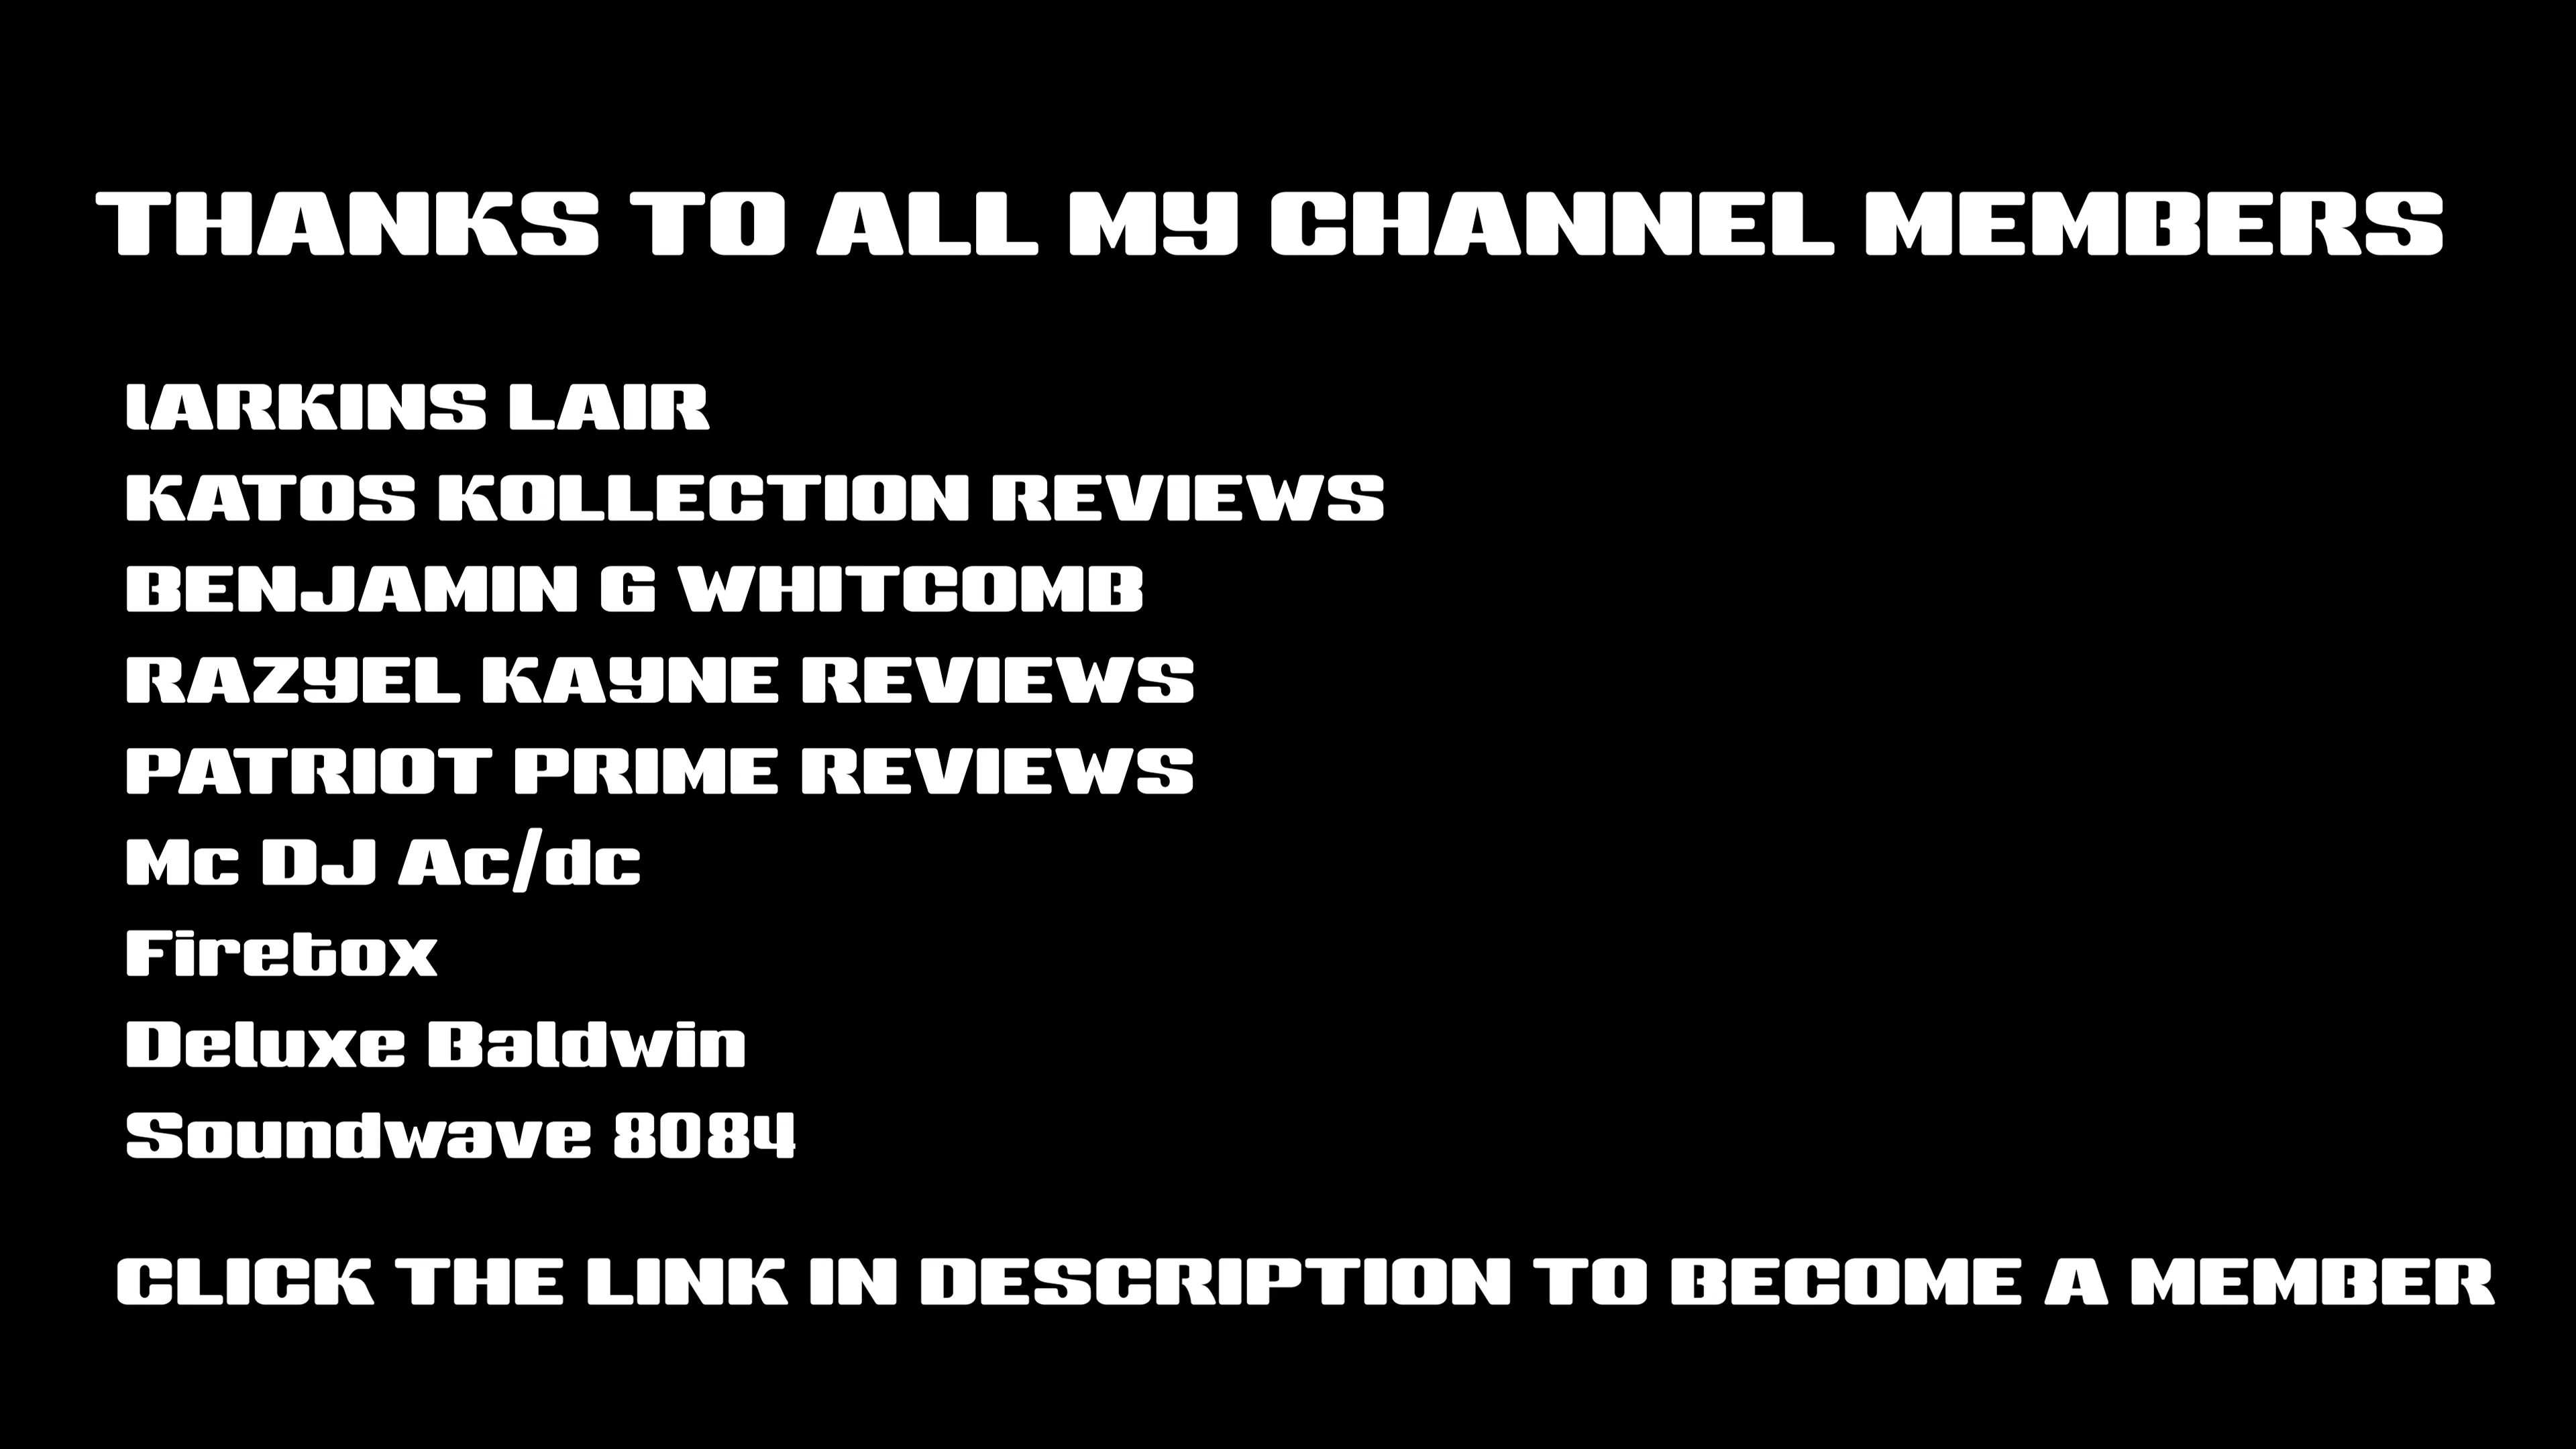 THANKS TO ALL MY CHANNEL MEMBERS
lARKINS LAIR
KATOS KOLLECTION REVIEWS
BENJAMIN G WHITCOMB
RAZYEL KAYNE REVIEWS
PATRIOT PRIME REVIEWS
Mc DJ Ac/dc
Firetox
Deluxe Baldwin
Soundwave 8084
CLICK THE LINK IN DESCRIPTION TO BECOME A MEMBER